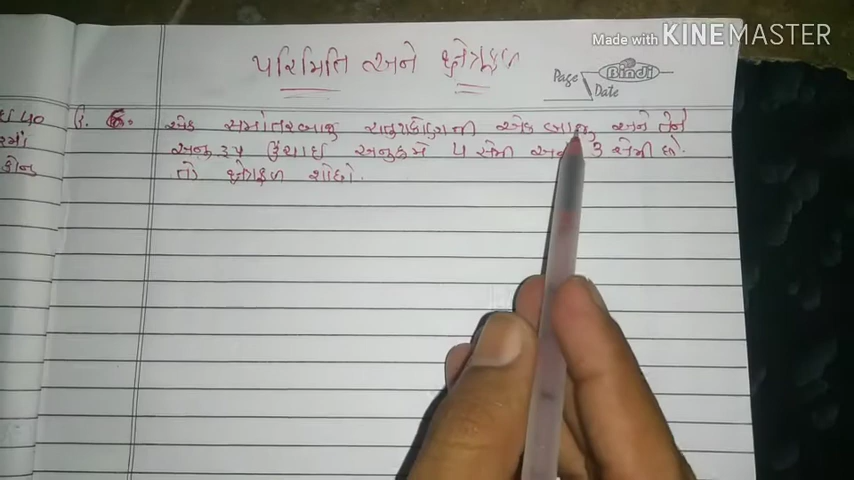 Made with KINEMASTER
પરિમિતિ અને ક્ષેત્રફળ
Page
Bindi
Date
ઉ. 6. એક સમાંતરબાજુ ચતુષ્કોણની એક બાજુ અને તેને
અનુરૂપ ઉંચાઈ અનુક્રમે 4 સેમી અને 3 સેમી છે.
તો ક્ષેત્રફળ શોધો.